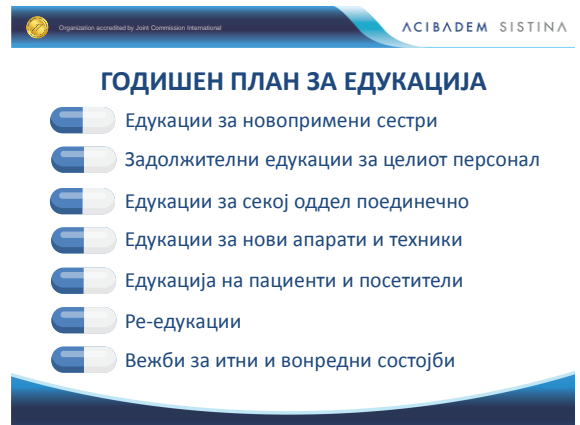 Organization accredited by Joint Commission International
ACIBADEM SISTINA
ГОДИШЕН ПЛАН ЗА ЕДУКАЦИЈА
Едукации за новопримени сестри
Задолжителни едукации за целиот персонал
Едукации за секој оддел поединечно
Едукации за нови апарати и техники
Едукација на пациенти и посетители
Ре-едукации
Вежби за итни и вонредни состојби